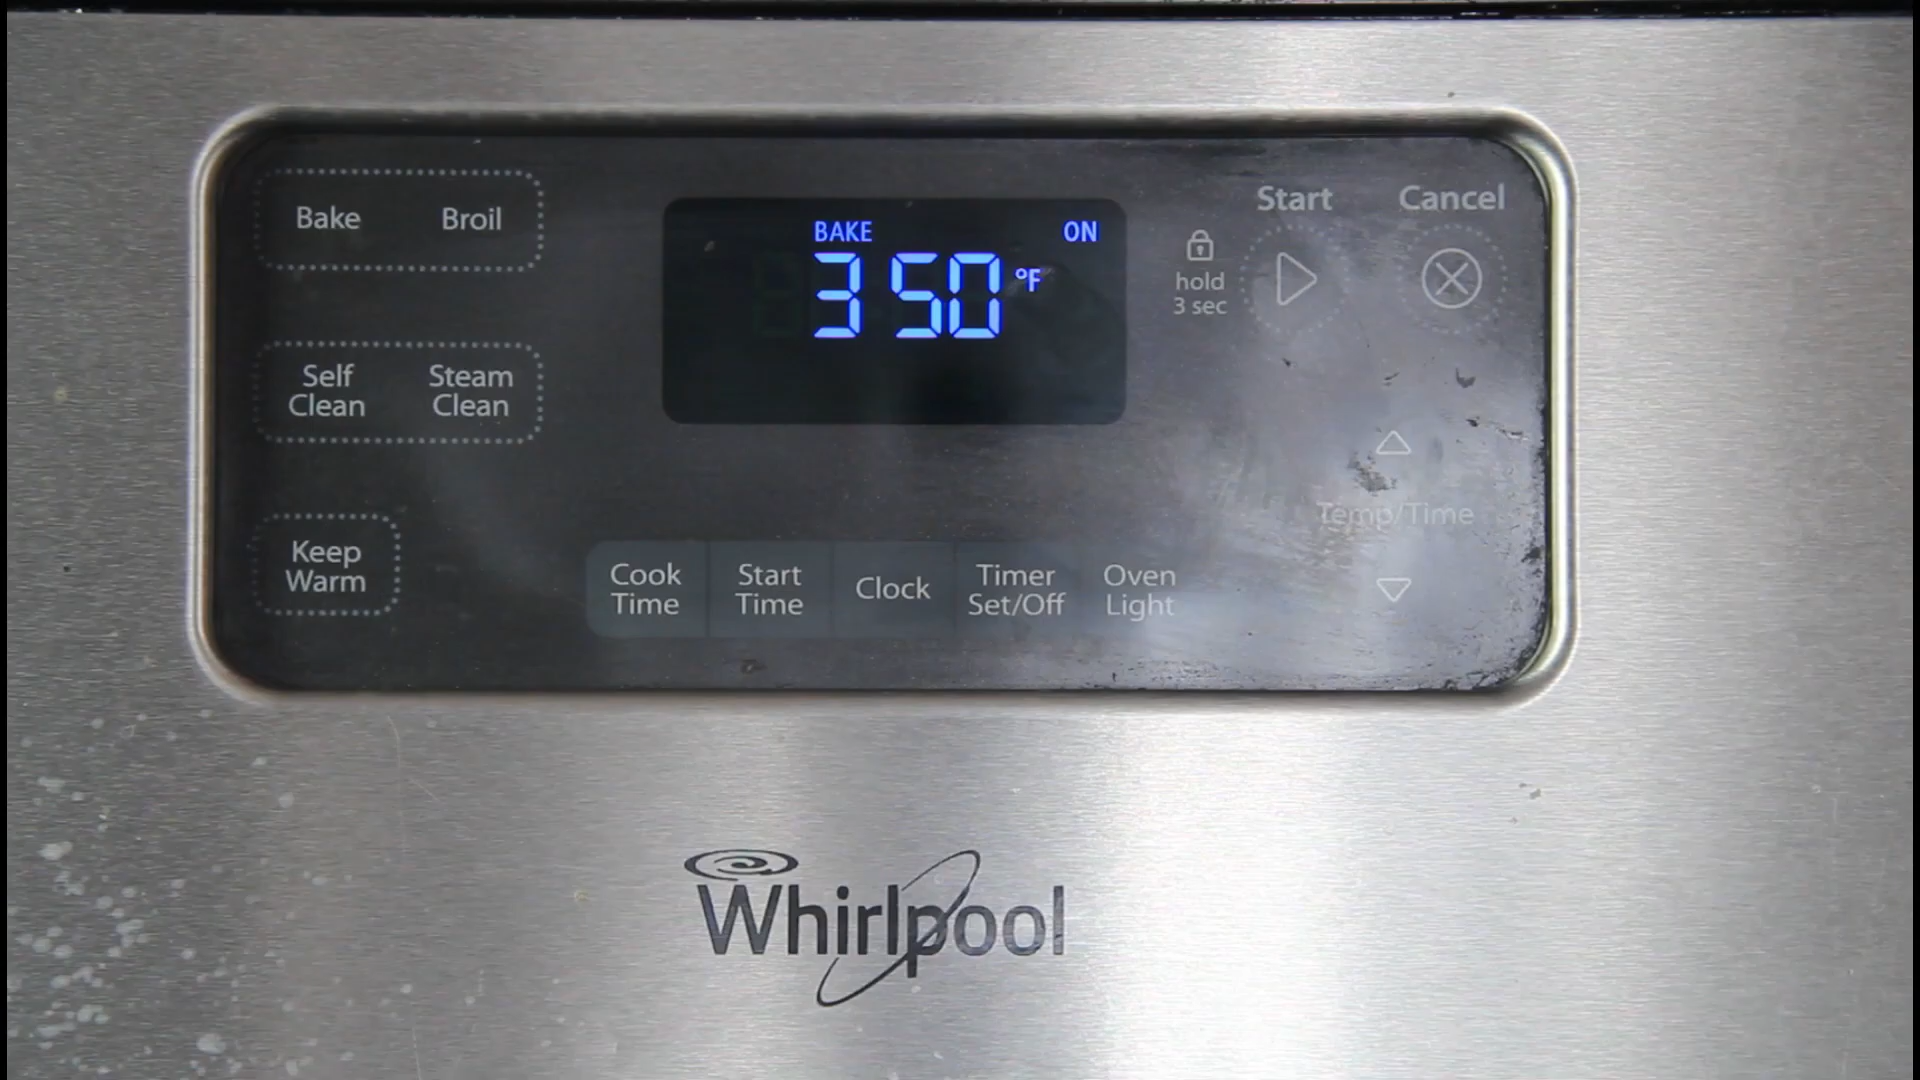 Bake Broil
BAKE ON
350 °F
hold
3 sec
Start Cancel
Self
Clean
Steam
Clean
Temp/Time
Keep
Warm
Cook
Time
Start
Time
Clock
Timer
Set/Off
Oven
Light
Whirlpool